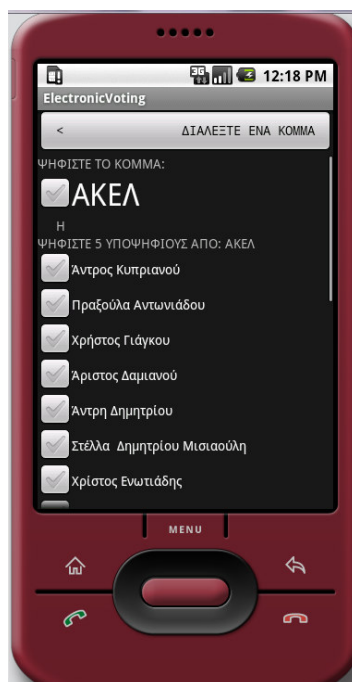 3G 12:18 PM
ElectronicVoting
< ΔΙΑΛΕΞΤΕ ΕΝΑ ΚΟΜΜΑ
ΨΗΦΙΣΤΕ ΤΟ ΚΟΜΜΑ:
ΑΚΕΛ
Η
ΨΗΦΙΣΤΕ 5 ΥΠΟΨΗΦΙΟΥΣ ΑΠΟ: ΑΚΕΛ
Άντρος Κυπριανού
Πραξούλα Αντωνιάδου
Χρήστος Γιάγκου
Άριστος Δαμιανού
Άντρη Δημητρίου
Στέλλα Δημητρίου Μισιαούλη
Χρίστος Ενωτιάδης
MENU